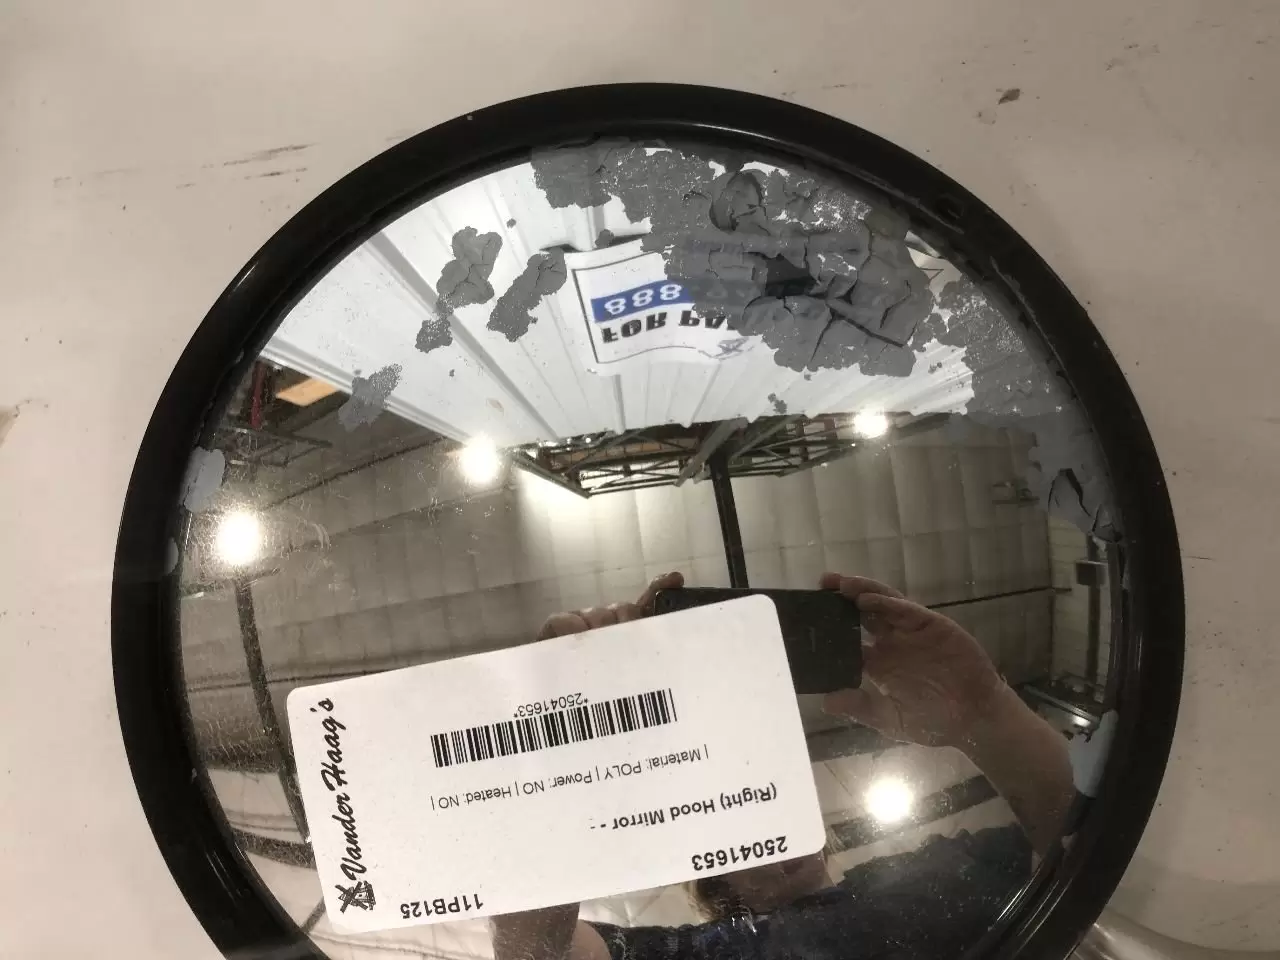 Vander Haag's
11PB125
25041653
(Right) Hood Mirror - -
| Material: POLY | Power: NO | Heated: NO |
*25041653*
888
FOR